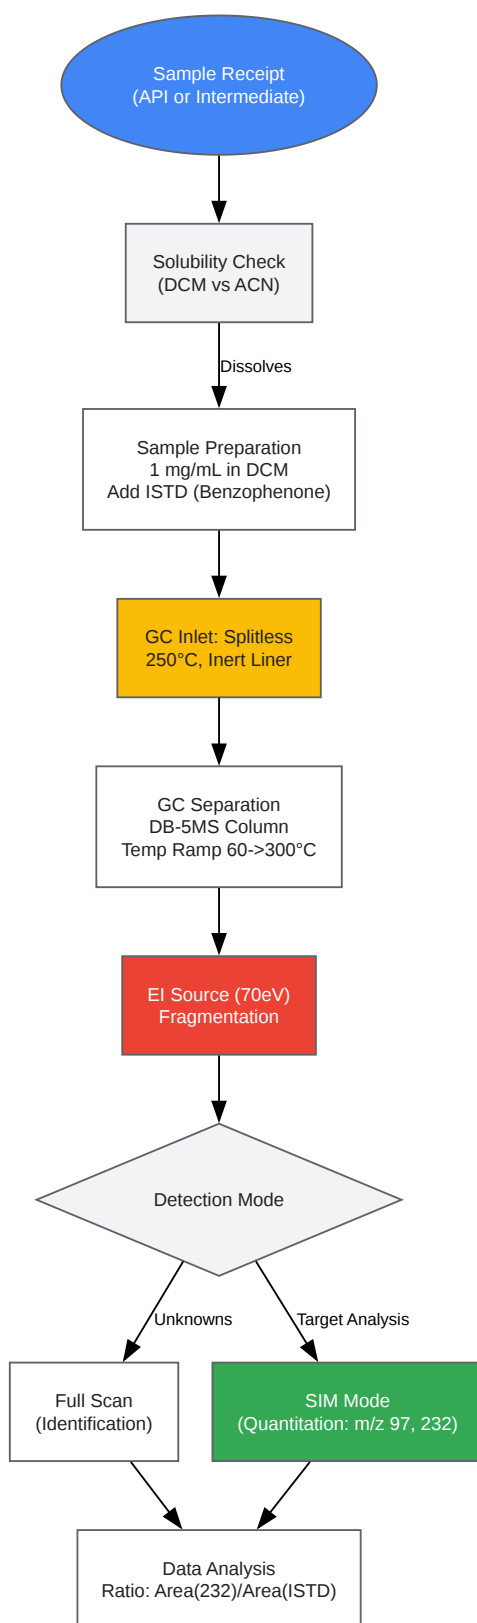 Sample Receipt
(API or Intermediate)
Solubility Check
(DCM vs ACN)
Dissolves
Sample Preparation
1 mg/mL in DCM
Add ISTD (Benzophenone)
GC Inlet: Splitless
250°C, Inert Liner
GC Separation
DB-5MS Column
Temp Ramp 60->300°C
EI Source (70eV)
Fragmentation
Detection Mode
Unknowns
Target Analysis
Full Scan
(Identification)
SIM Mode
(Quantitation: m/z 97, 232)
Data Analysis
Ratio: Area(232)/Area(ISTD)